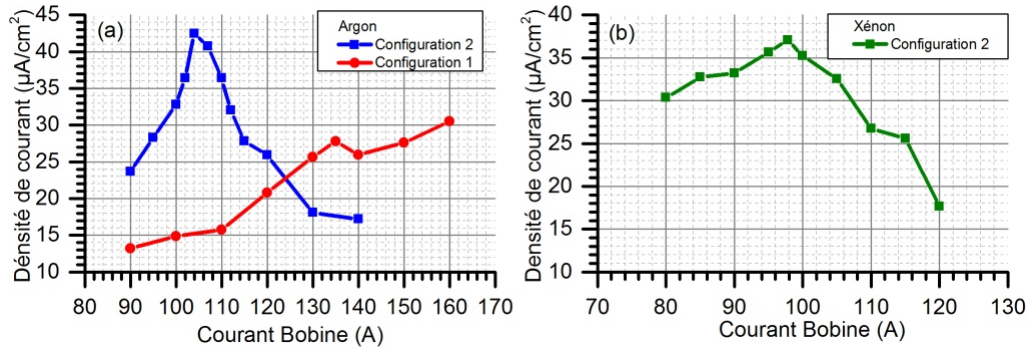 (a)
Argon
Configuration 2
Configuration 1
Dénsité de courant (µA/cm²)
45
40
35
30
25
20
15
10
80 90 100 110 120 130 140 150 160 170
Courant Bobine (A)
(b)
Xénon
Configuration 2
Densité de courant (µA/cm²)
40
35
30
25
20
15
10
70 80 90 100 110 120 130
Courant Bobine (A)